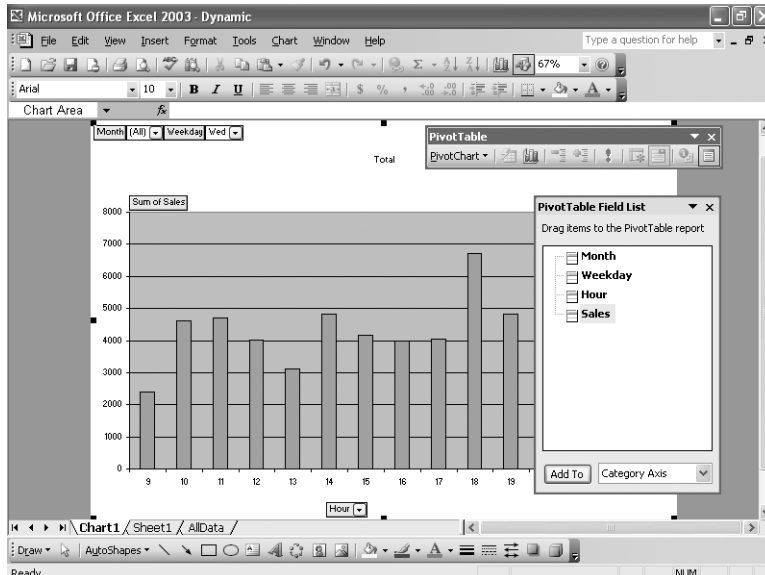 Microsoft Office Excel 2003 - Dynamic
File Edit View Insert Format Tools Chart Window Help Type a question for help
67%
Arial 10 B I U $ % , A
Chart Area fx
Month (All) Weekday Wed
PivotTable
PivotChart
Total
Sum of Sales
PivotTable Field List
Drag items to the PivotTable report
Month
Weekday
Hour
Sales
Add To Category Axis
8000
7000
6000
5000
4000
3000
2000
1000
0
9 10 11 12 13 14 15 16 17 18 19
Hour
Chart1 Sheet1 AllData
Draw AutoShapes A
Ready NUM